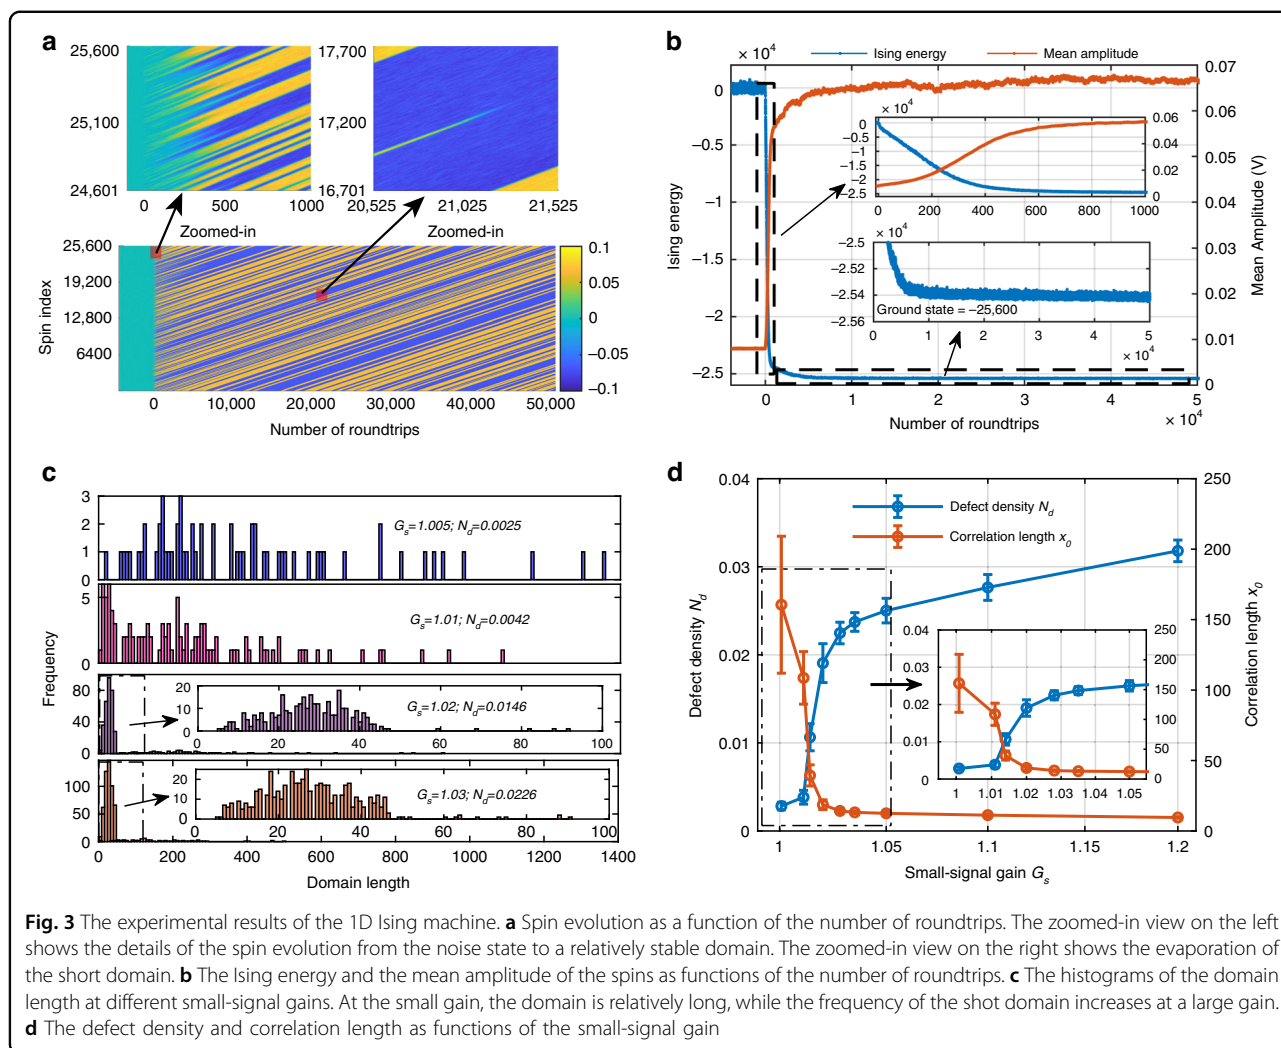 a
25,600
25,100
24,601
0 500 1000
Zoomed-in
17,700
17,200
16,701
20,525 21,025 21,525
Zoomed-in
Spin index
25,600
19,200
12,800
6400
0 10,000 20,000 30,000 40,000 50,000
Number of roundtrips
0.1
0.05
0
−0.05
−0.1
b
Ising energy Mean amplitude
× 10⁴
Ising energy
0
−0.5
−1
−1.5
−2
−2.5
0 1 2 3 4 5
× 10⁴
Number of roundtrips
0.07
0.06
0.05
0.04
0.03
0.02
0.01
0
Mean Amplitude (V)
× 10⁴
0
−0.5
−1
−1.5
−2
−2.5
0 200 400 600 800 1000
0.06
0.04
0.02
0
× 10⁴
−2.5
−2.52
−2.54
−2.56
Ground state = −25,600
0 10 20 30 40 50
× 10⁴
c
Frequency
3
2
1
0
Gs=1.005; Nd=0.0025
5
0
Gs=1.01; Nd=0.0042
80
40
0
20
10
0
Gs=1.02; Nd=0.0146
0 20 40 60 80 100
100
50
0
20
10
0
Gs=1.03; Nd=0.0226
0 20 40 60 80 100
0 200 400 600 800 1000 1200 1400
Domain length
d
Defect density Nd
Correlation length x0
Defect density Nd
0.04
0.03
0.02
0.01
0
1 1.05 1.1 1.15 1.2
Small-signal gain Gs
250
200
150
100
50
0
Correlation length x0
0.04
0.03
0.02
0.01
0
1 1.01 1.02 1.03 1.04 1.05
250
200
150
100
50
0
Fig. 3 The experimental results of the 1D Ising machine. a Spin evolution as a function of the number of roundtrips. The zoomed-in view on the left
shows the details of the spin evolution from the noise state to a relatively stable domain. The zoomed-in view on the right shows the evaporation of
the short domain. b The Ising energy and the mean amplitude of the spins as functions of the number of roundtrips. c The histograms of the domain
length at different small-signal gains. At the small gain, the domain is relatively long, while the frequency of the shot domain increases at a large gain.
d The defect density and correlation length as functions of the small-signal gain